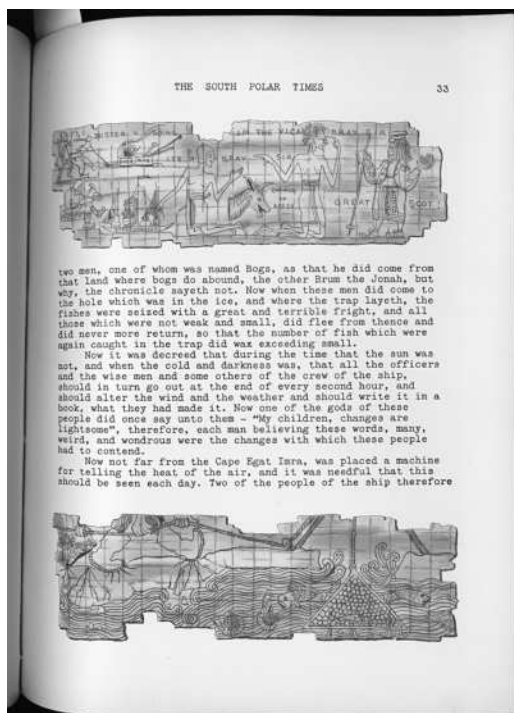 THE SOUTH POLAR TIMES
33
GREAT SCOT
two men, one of whom was named Bogs, as that he did come from
that land where bogs do abound, the other Brum the Jonah, but
why, the chronicle sayeth not. Now when these men did come to
the hole which was in the ice, and where the trap layeth, the
fishes were seized with a great and terrible fright, and all
those which were not weak and small, did flee from thence and
did never more return, so that the number of fish which were
again caught in the trap did wax exceeding small.
Now it was decreed that during the time that the sun was
not, and when the cold and darkness was, that all the officers
and the wise men and some others of the crew of the ship,
should in turn go out at the end of every second hour, and
should alter the wind and the weather and should write it in a
book, what they had made it. Now one of the gods of these
people did once say unto them - "My children, changes are
lightsome", therefore, each man believing these words, many,
weird, and wondrous were the changes with which these people
had to contend.
Now not far from the Cape Egat Imra, was placed a machine
for telling the heat of the air, and it was needful that this
should be seen each day. Two of the people of the ship therefore